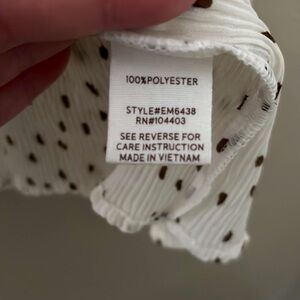 100%POLYESTER
STYLE#EM6438
RN#104403
SEE REVERSE FOR
CARE INSTRUCTION
MADE IN VIETNAM